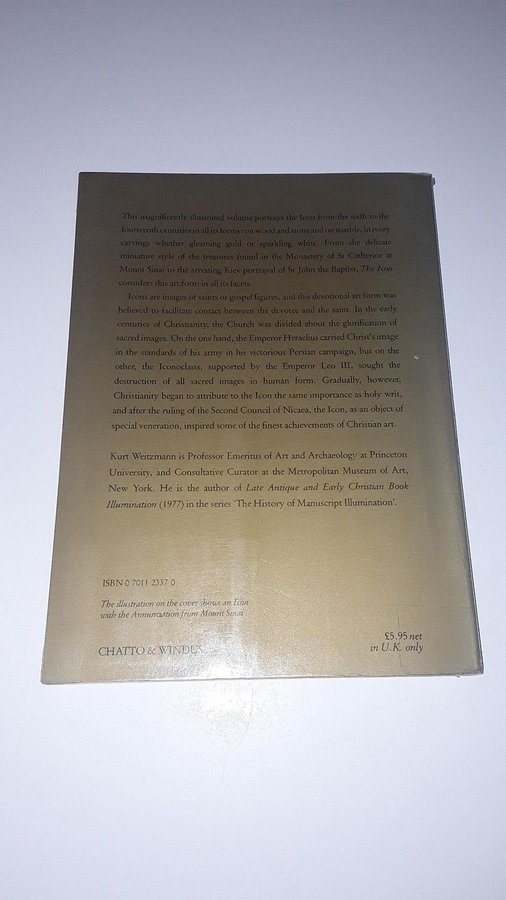 This magnificently illustrated volume portrays the Icon from the sixth to the
fourteenth centuries in all its forms: on wood and stone and on marble, in ivory
carvings whether gleaming gold or sparkling white. From the delicate
miniature style of the treasures found in the Monastery of St Catherine at
Mount Sinai to the arresting Kiev portrayal of St John the Baptist, The Icon
considers this art form in all its facets.
Icons are images of saints or gospel figures, and this devotional art form was
believed to facilitate contact between the devotee and the saint. In the early
centuries of Christianity, the Church was divided about the glorification of
sacred images. On the one hand, the Emperor Heraclius carried Christ's image
in the standards of his army in his victorious Persian campaign, but on the
other, the Iconoclasts, supported by the Emperor Leo III, sought the
destruction of all sacred images in human form. Gradually, however,
Christianity began to attribute to the Icon the same importance as holy writ,
and after the ruling of the Second Council of Nicaea, the Icon, as an object of
special veneration, inspired some of the finest achievements of Christian art.
Kurt Weitzmann is Professor Emeritus of Art and Archaeology at Princeton
University, and Consultative Curator at the Metropolitan Museum of Art,
New York. He is the author of Late Antique and Early Christian Book
Illumination (1977) in the series 'The History of Manuscript Illumination'.
ISBN 0 7011 2337 0
The illustration on the cover shows an Icon
with the Annunciation from Mount Sinai
CHATTO & WINDUS
£5.95 net
in U.K. only